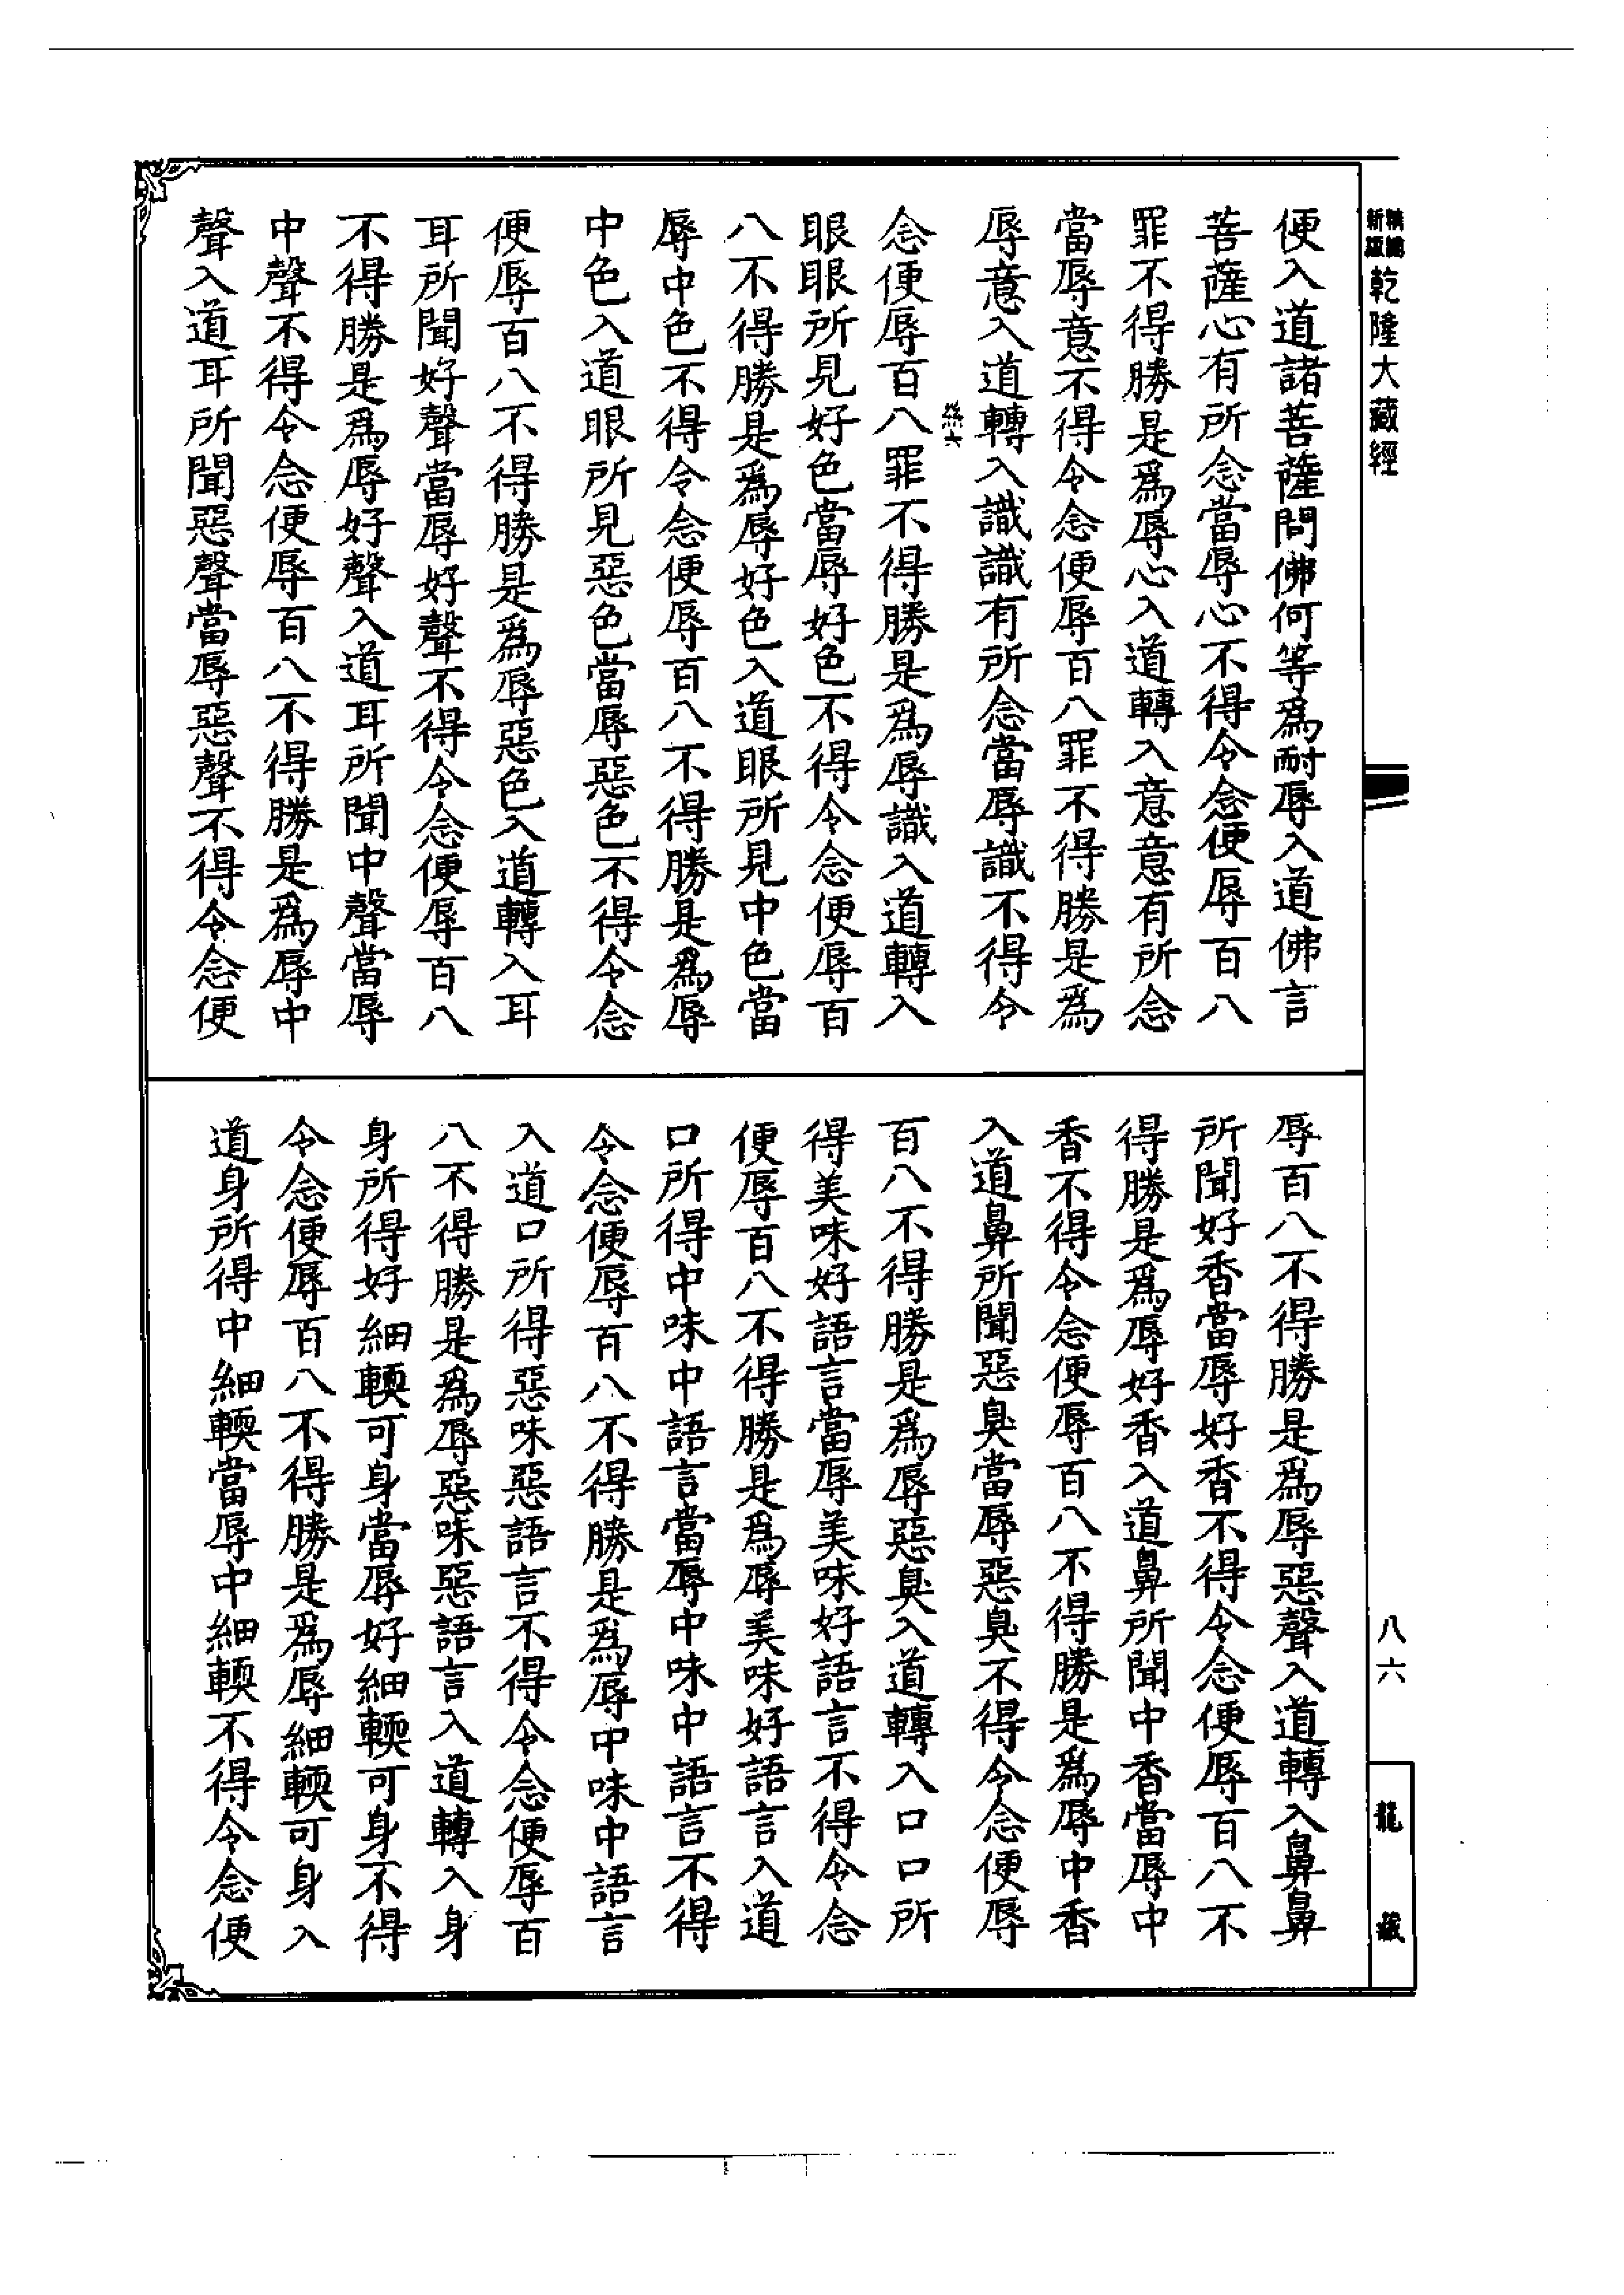 乾隆大藏經
便入道諸菩薩問佛何等爲耐辱入道佛言
菩薩心有所念當辱心不得令念便辱百八
罪不得勝是爲辱心入道轉入意意有所念
當辱意不得令念便辱百八罪不得勝是爲
辱意入道轉入識識有所念當辱識不得令
念便辱百八罪不得勝是爲辱識入道轉入
眼眼所見好色當辱好色不得令念便辱百
八不得勝是爲辱好色入道眼所見中色當
辱中色不得令念便辱百八不得勝是爲辱
中色入道眼所見惡色當辱惡色不得令念
便辱百八不得勝是爲辱惡色入道轉入耳
耳所聞好聲當辱好聲不得令念便辱百八
不得勝是爲辱好聲入道耳所聞中聲當辱
中聲不得令念便辱百八不得勝是爲辱中
聲入道耳所聞惡聲當辱惡聲不得令念便
辱百八不得勝是爲辱惡聲入道轉入鼻鼻
所聞好香當辱好香不得令念便辱百八不
得勝是爲辱好香入道鼻所聞中香當辱中
香不得令念便辱百八不得勝是爲辱中香
入道鼻所聞惡臭當辱惡臭不得令念便辱
百八不得勝是爲辱惡臭入道轉入口口所
得美味好語言當辱美味好語言不得令念
便辱百八不得勝是爲辱美味好語言入道
口所得中味中語言當辱中味中語言不得
令念便辱百八不得勝是爲辱中味中語言
入道口所得惡味惡語言不得令念便辱百
八不得勝是爲辱惡味惡語言入道轉入身
身所得好細輭可身當辱好細輭可身不得
令念便辱百八不得勝是爲辱細輭可身入
道身所得中細輭當辱中細輭不得令念便
八六
龍藏